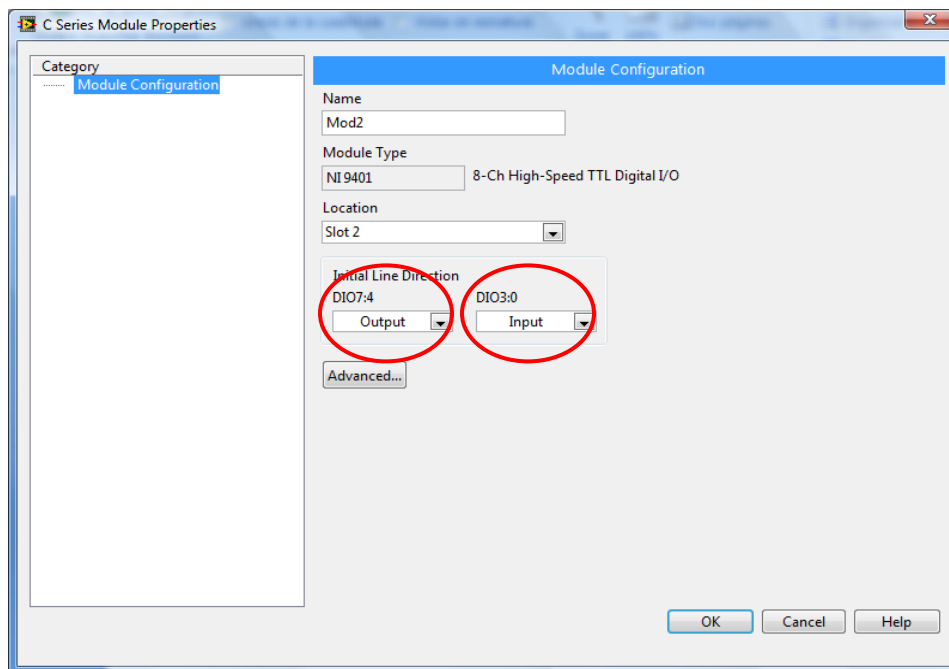 C Series Module Properties
Category
Module Configuration
Module Configuration
Name
Mod2
Module Type
NI 9401 8-Ch High-Speed TTL Digital I/O
Location
Slot 2
Initial Line Direction
DIO7:4 DIO3:0
Output Input
Advanced...
OK Cancel Help